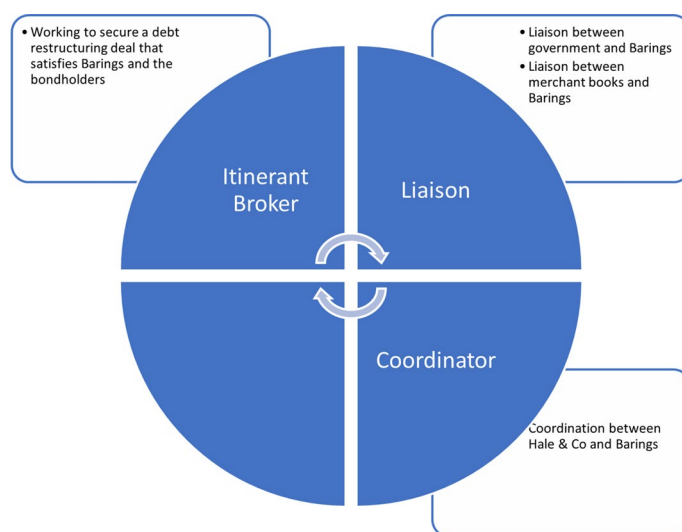 • Working to secure a debt
restructuring deal that
satisfies Barings and the
bondholders
• Liaison between
government and Barings
• Liaison between
merchant books and
Barings
Itinerant
Broker
Liaison
Coordinator
Coordination between
Hale & Co and Barings